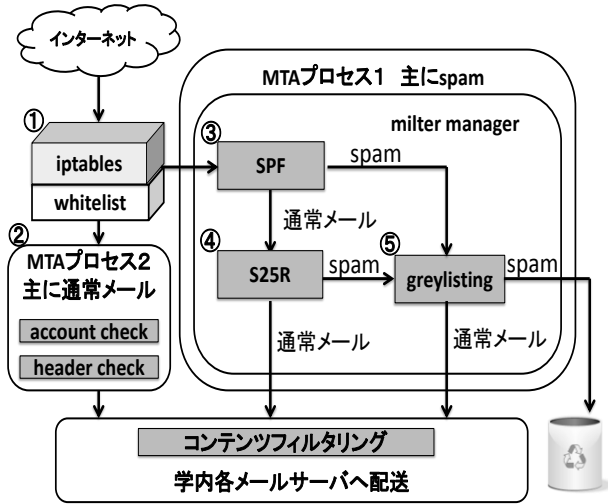 インターネット
①
iptables
whitelist
②
MTAプロセス2
主に通常メール
account check
header check
MTAプロセス1 主にspam
milter manager
③
SPF
spam
通常メール
④
S25R
spam
⑤
greylisting
spam
通常メール
通常メール
コンテンツフィルタリング
学内各メールサーバへ配送